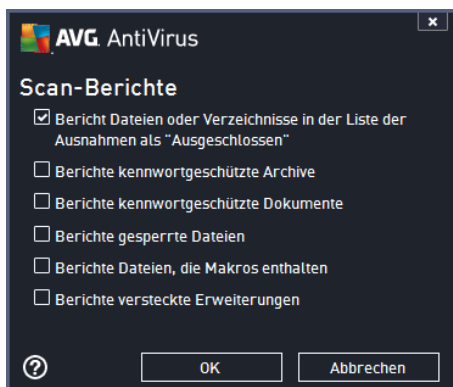 AVG. AntiVirus
Scan-Berichte
Bericht Dateien oder Verzeichnisse in der Liste der
Ausnahmen als "Ausgeschlossen"
Berichte kennwortgeschützte Archive
Berichte kennwortgeschützte Dokumente
Berichte gesperrte Dateien
Berichte Dateien, die Makros enthalten
Berichte versteckte Erweiterungen
OK
Abbrechen